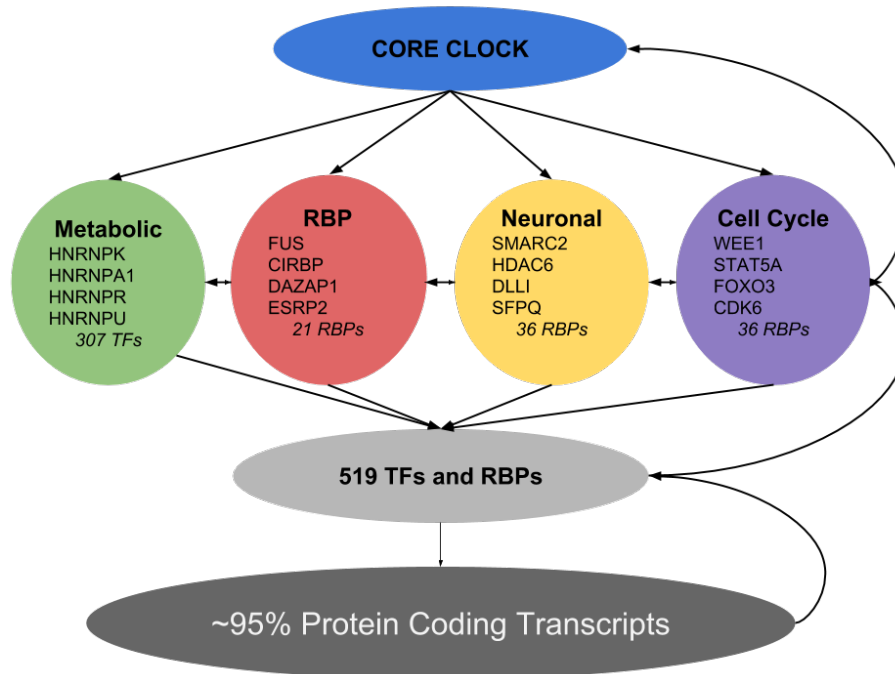 CORE CLOCK
Metabolic
HNRNPK
HNRNPA1
HNRNPR
HNRNPU
307 TFs
RBP
FUS
CIRBP
DAZAP1
ESRP2
21 RBPs
Neuronal
SMARC2
HDAC6
DLLI
SFPQ
36 RBPs
Cell Cycle
WEE1
STAT5A
FOXO3
CDK6
36 RBPs
519 TFs and RBPs
~95% Protein Coding Transcripts